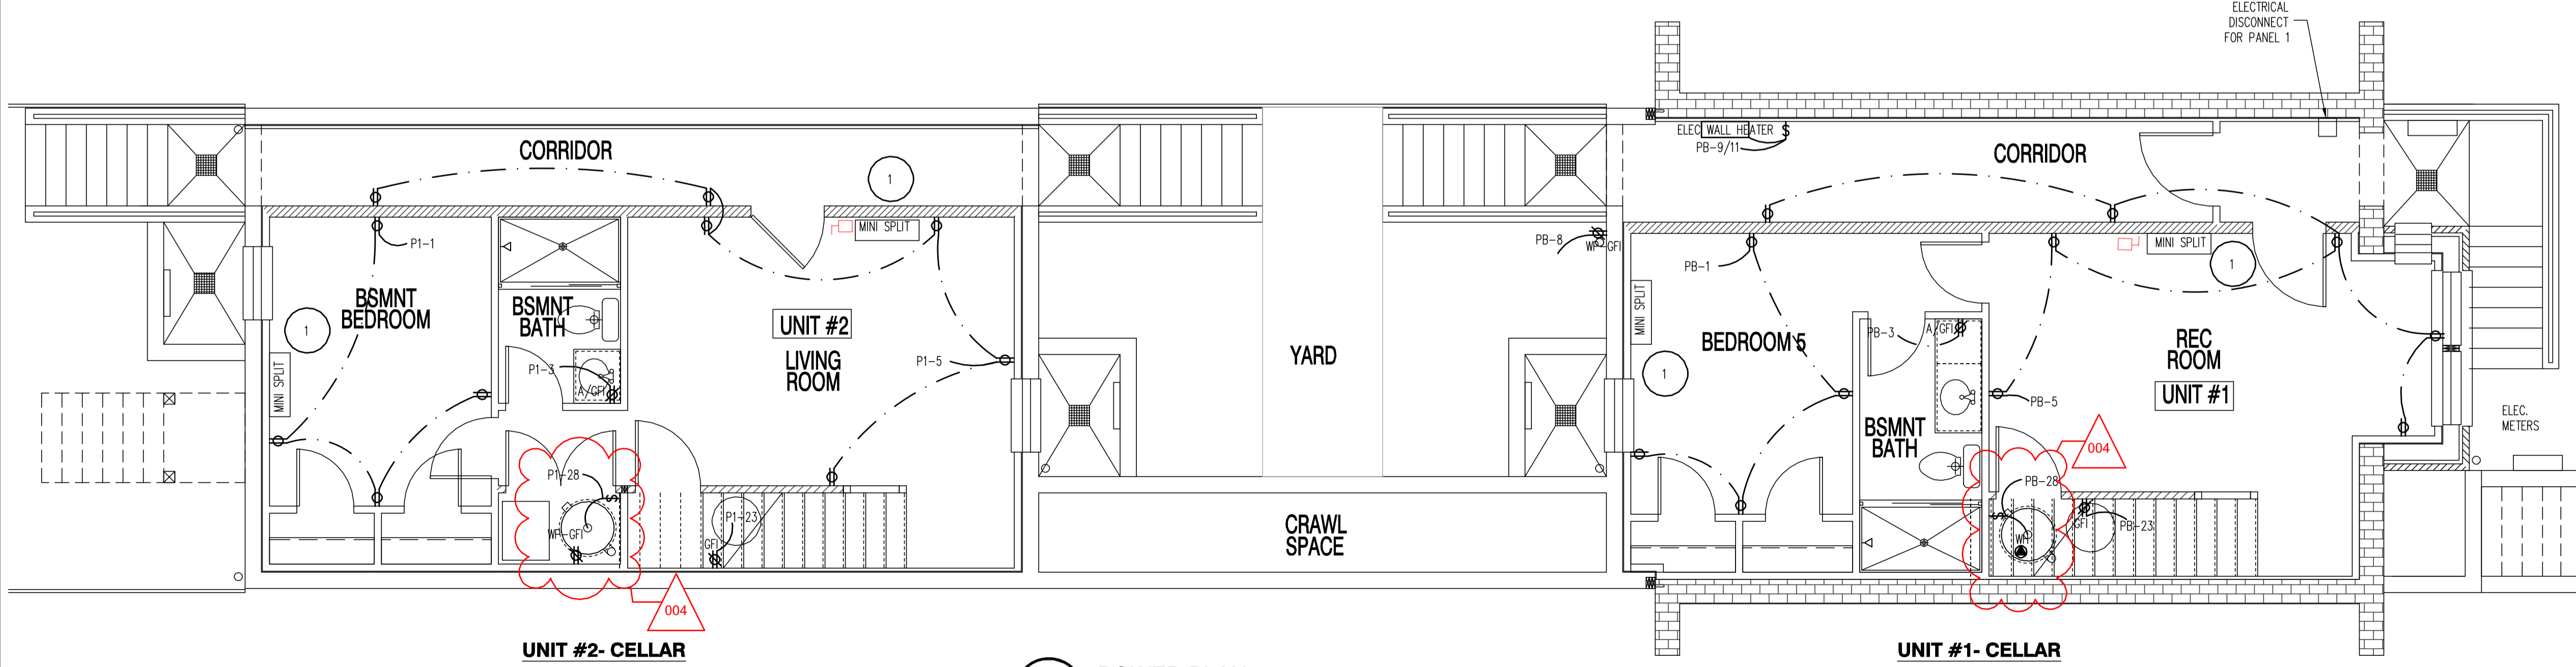 ELECTRICAL
DISCONNECT
FOR PANEL 1
CORRIDOR
1
MINI SPLIT
P1-1
BSMNT
BEDROOM
1
MINI SPLIT
BSMNT
BATH
P1-3
A/GFI
UNIT #2
LIVING
ROOM
P1-5
P1-28
WP-GFI
P1-23
GFI
004
UNIT #2- CELLAR
YARD
CRAWL
SPACE
PB-8
WP-GFI
ELEC WALL HEATER
PB-9/11
CORRIDOR
PB-1
MINI SPLIT
1
BEDROOM 5
PB-3
A/GFI
BSMNT
BATH
MINI SPLIT
1
REC
ROOM
UNIT #1
PB-5
004
PB-28
WH
GFI
PB-23
ELEC.
METERS
UNIT #1- CELLAR